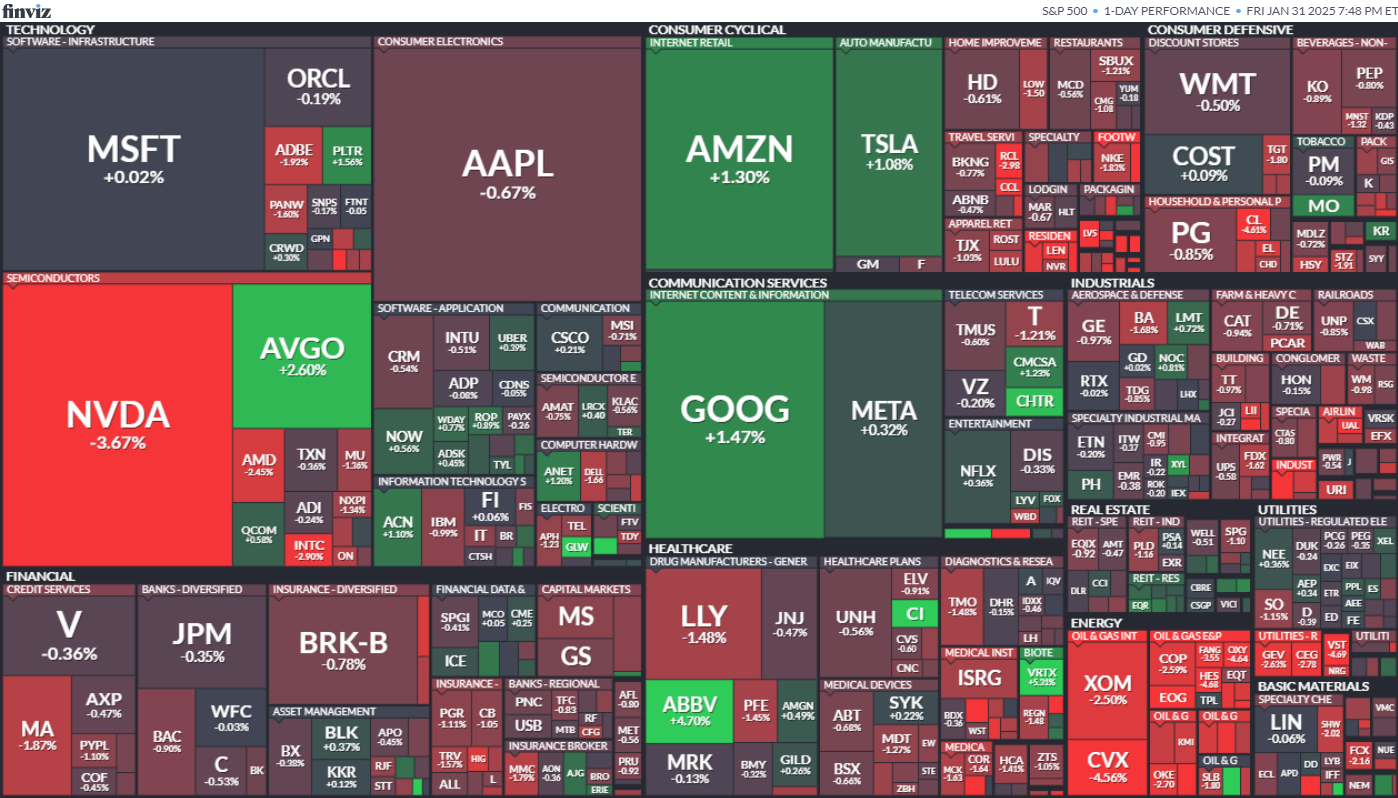 finviz
S&P 500 • 1-DAY PERFORMANCE • FRI JAN 31 2025 7:48 PM ET
TECHNOLOGY
SOFTWARE - INFRASTRUCTURE
MSFT
+0.02%
ORCL
-0.19%
ADBE
-1.92%
PLTR
+1.56%
PANW
-1.60%
SNPS
-0.17%
FTNT
-0.05
CRWD
+0.30%
GPN
CONSUMER ELECTRONICS
AAPL
-0.67%
SEMICONDUCTORS
NVDA
-3.67%
AVGO
+2.60%
AMD
-2.45%
TXN
-0.36%
MU
-1.36%
QCOM
+0.58%
ADI
-0.24%
NXPI
-1.34%
INTC
-2.90%
ON
SOFTWARE - APPLICATION
CRM
-0.54%
INTU
-0.51%
UBER
+0.39%
ADP
-0.08%
CDNS
-0.05%
NOW
+0.56%
WDAY
+0.77%
ROP
+0.89%
PAYX
-0.26
ADSK
+0.45%
TYL
COMMUNICATION
CSCO
+0.21%
MSI
-0.71%
SEMICONDUCTOR E
AMAT
-0.75%
LRCX
+0.40
KLAC
-0.56%
TER
COMPUTER HARDW
ANET
+1.20%
DELL
-1.66
INFORMATION TECHNOLOGY S
ACN
+1.10%
IBM
-0.99%
FI
+0.06%
FIS
IT
BR
CTSH
ELECTRO
APH
-1.23
TEL
GLW
SCIENTI
FTV
TDY
CONSUMER CYCLICAL
INTERNET RETAIL
AMZN
+1.30%
AUTO MANUFACTU
TSLA
+1.08%
GM
F
HOME IMPROVEME
HD
-0.61%
LOW
-1.50
RESTAURANTS
MCD
-0.56%
SBUX
-1.21%
CMG
-1.08
YUM
-0.18
TRAVEL SERVI
BKNG
-0.77%
RCL
-2.98
CCL
ABNB
-0.47%
SPECIALTY
FOOTW
NKE
-1.83%
LODGIN
MAR
-0.67
HLT
PACKAGIN
APPAREL RET
TJX
-1.03%
ROST
LULU
RESIDEN
LEN
NVR
LVS
CONSUMER DEFENSIVE
DISCOUNT STORES
WMT
-0.50%
COST
+0.09%
TGT
-1.80
BEVERAGES - NON-
KO
-0.89%
PEP
-0.80%
MNST
-1.32
KDP
-0.43
TOBACCO
PM
-0.09%
MO
PACK
GIS
K
HOUSEHOLD & PERSONAL P
PG
-0.85%
CL
-4.61%
EL
CHD
MDLZ
-0.72%
KR
HSY
STZ
-1.91
SYY
COMMUNICATION SERVICES
INTERNET CONTENT & INFORMATION
GOOG
+1.47%
META
+0.32%
TELECOM SERVICES
TMUS
-0.60%
T
-1.21%
VZ
-0.20%
CMCSA
+1.23%
CHTR
ENTERTAINMENT
NFLX
+0.36%
DIS
-0.33%
LYV
FOX
WBD
INDUSTRIALS
AEROSPACE & DEFENSE
GE
-0.97%
BA
-1.68%
LMT
+0.72%
RTX
-0.02%
GD
+0.02%
NOC
+0.81%
TDG
-0.85%
LHX
FARM & HEAVY C
CAT
-0.94%
DE
-0.71%
PCAR
RAILROADS
UNP
-0.85%
CSX
WAB
BUILDING
TT
-0.97%
JCI
-0.27
LII
CONGLOMER
HON
-0.15%
WASTE
WM
-0.98
RSG
SPECIALTY INDUSTRIAL MA
ETN
-0.20%
ITW
-0.37
CMI
-0.95
PH
EMR
-0.38
IR
-0.22
XYL
ROK
-0.20
IEX
INTEGRAT
UPS
-0.58
FDX
-1.62
SPECIA
CTAS
-0.80
AIRLIN
UAL
VRSK
EFX
INDUST
PWR
-0.54
J
URI
REAL ESTATE
REIT - SPE
EQIX
-0.92
AMT
-0.47
DLR
CCI
REIT - IND
PLD
-1.16
PSA
+0.14
EXR
WELL
-0.51
SPG
-1.10
REIT - RES
EQR
CBRE
CSGP
VICI
UTILITIES
UTILITIES - REGULATED ELE
NEE
+0.36%
DUK
-0.24
PCG
-0.26
PEG
-0.35
XEL
EXC
EIX
SO
-1.15%
AEP
+0.34
ETR
PPL
ES
AEE
D
-0.39
ED
FE
UTILITIES - R
GEV
-2.63%
CEG
-2.78
VST
-4.69
NRG
UTILITI
HEALTHCARE
DRUG MANUFACTURERS - GENER
LLY
-1.48%
JNJ
-0.47%
ABBV
+4.70%
PFE
-1.45%
AMGN
+0.49%
MRK
-0.13%
BMY
-0.32%
GILD
+0.26%
HEALTHCARE PLANS
UNH
-0.56%
ELV
-0.91%
CI
CVS
-0.60
CNC
MEDICAL DEVICES
ABT
-0.68%
SYK
+0.22%
MDT
-1.27%
EW
BSX
-0.66%
STE
ZBH
DIAGNOSTICS & RESEA
TMO
-1.48%
DHR
-0.15%
A
IQV
IDXX
-0.46
LH
MEDICAL INST
ISRG
BDX
-0.36
WST
BIOTE
VRTX
+5.31%
REGN
-1.48
MEDICA
MCK
-1.63
COR
-1.64
HCA
-1.41%
ZTS
-1.05%
ENERGY
OIL & GAS INT
XOM
-2.50%
CVX
-4.56%
OIL & GAS E&P
COP
-2.59%
FANG
-3.55
OXY
-4.64
HES
-4.68
EQT
EOG
TPL
OIL & G
KMI
OKE
-2.70
OIL & G
OIL & G
SLB
-1.80
BASIC MATERIALS
SPECIALTY CHE
LIN
-0.06%
SHW
-2.02
ECL
APD
DD
LYB
IFF
VMC
FCX
-2.16
NUE
NEM
FINANCIAL
CREDIT SERVICES
V
-0.36%
MA
-1.87%
AXP
-0.47%
PYPL
-1.10%
COF
-0.45%
BANKS - DIVERSIFIED
JPM
-0.35%
BAC
-0.90%
WFC
-0.03%
C
-0.53%
BK
INSURANCE - DIVERSIFIED
BRK-B
-0.78%
ASSET MANAGEMENT
BX
-0.38%
BLK
+0.37%
APO
-0.45%
KKR
+0.12%
RJF
STT
FINANCIAL DATA &
SPGI
-0.41%
MCO
+0.05
CME
+0.25
ICE
CAPITAL MARKETS
MS
GS
INSURANCE -
PGR
-1.11%
CB
-1.05
TRV
-1.57%
HIG
ALL
L
BANKS - REGIONAL
PNC
TFC
-0.83
RF
USB
MTB
CFG
INSURANCE BROKER
MMC
-1.79%
AON
-0.36
AJG
BRO
ERIE
AFL
-0.80
MET
-0.56
PRU
-0.92